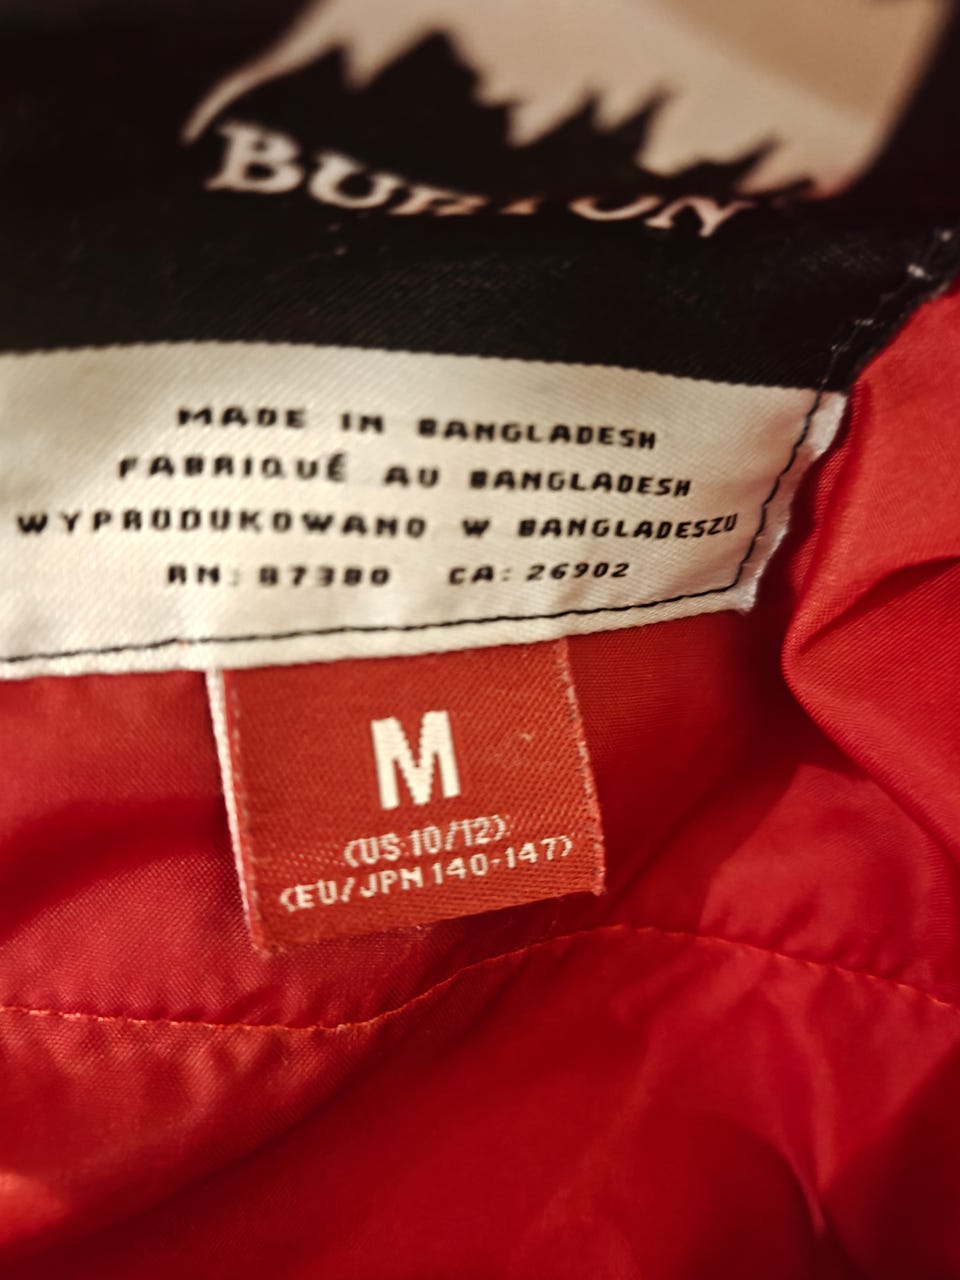 BURTON
MADE IN BANGLADESH
FABRIQUÉ AU BANGLADESH
WYPRODUKOWANO W BANGLADESZU
RN: 87380 CA: 26902
M
(US 10/12)
(EU/JPN 140-147)